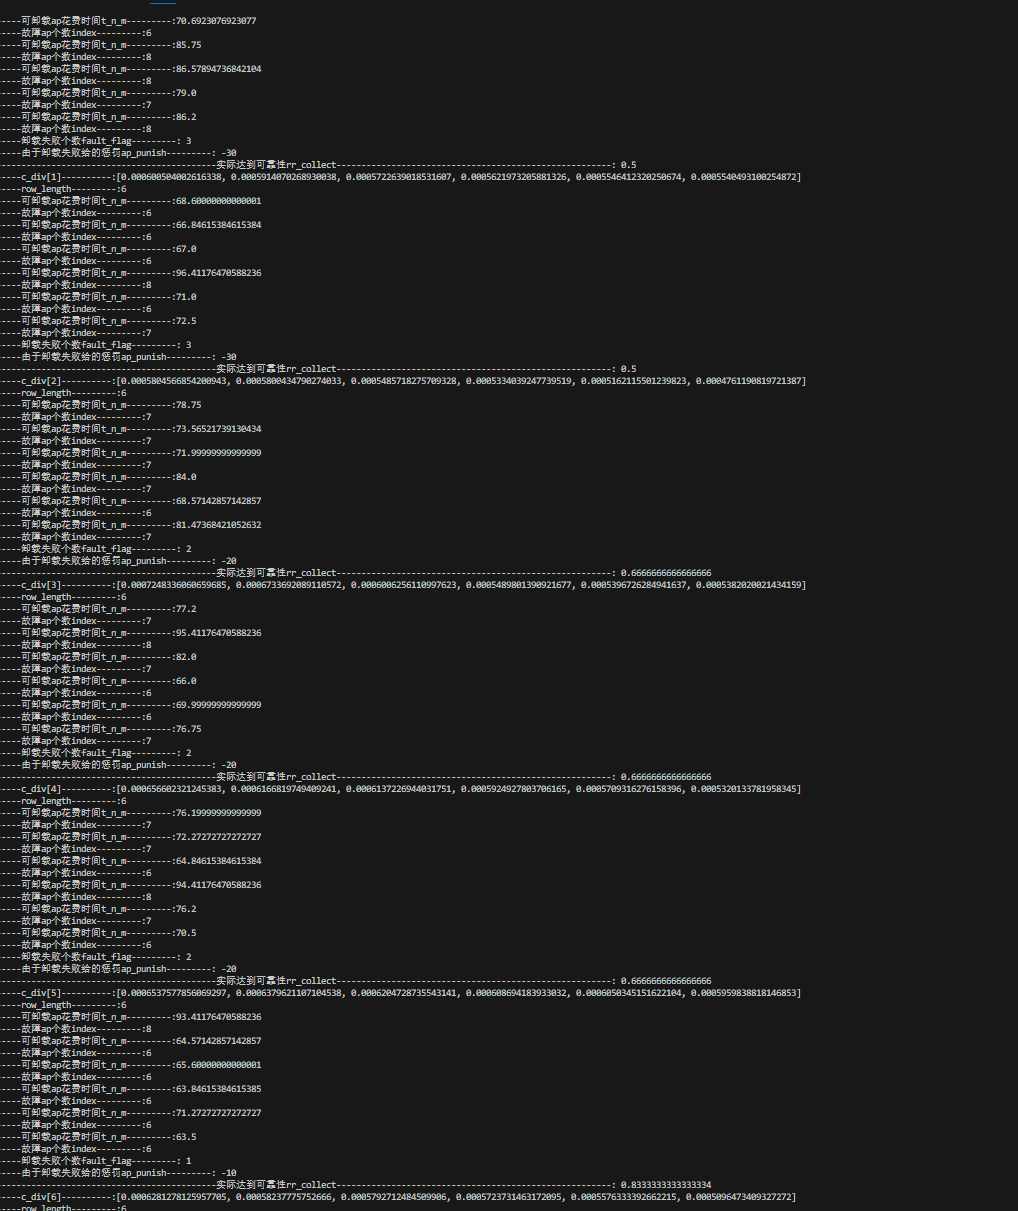 -----可卸载ap花费时间t_n_m---------:70.6923076923077
-----故障ap个数index---------:6
-----可卸载ap花费时间t_n_m---------:85.75
-----故障ap个数index---------:8
-----可卸载ap花费时间t_n_m---------:86.57894736842104
-----故障ap个数index---------:8
-----可卸载ap花费时间t_n_m---------:79.0
-----故障ap个数index---------:7
-----可卸载ap花费时间t_n_m---------:86.2
-----故障ap个数index---------:8
-----卸载失败个数fault_flag---------: 3
-----由于卸载失败给的惩罚ap_punish---------: -30
-------------------------------------------实际达到可靠性rr_collect-------------------------------------------------------: 0.5
-----c_div[1]----------:[0.000600504002616338, 0.0005914070268930038, 0.0005722639018531607, 0.0005621973205881326, 0.0005546412320250674, 0.0005540493100254872]
-----row_length---------:6
-----可卸载ap花费时间t_n_m---------:68.60000000000001
-----故障ap个数index---------:6
-----可卸载ap花费时间t_n_m---------:66.84615384615384
-----故障ap个数index---------:6
-----可卸载ap花费时间t_n_m---------:67.0
-----故障ap个数index---------:6
-----可卸载ap花费时间t_n_m---------:96.41176470588236
-----故障ap个数index---------:8
-----可卸载ap花费时间t_n_m---------:71.0
-----故障ap个数index---------:6
-----可卸载ap花费时间t_n_m---------:72.5
-----故障ap个数index---------:7
-----卸载失败个数fault_flag---------: 3
-----由于卸载失败给的惩罚ap_punish---------: -30
-------------------------------------------实际达到可靠性rr_collect-------------------------------------------------------: 0.5
-----c_div[2]----------:[0.0005804566854200943, 0.0005800434790274033, 0.0005485718275709328, 0.0005334039247739519, 0.0005162115501239823, 0.0004761190819721387]
-----row_length---------:6
-----可卸载ap花费时间t_n_m---------:78.75
-----故障ap个数index---------:7
-----可卸载ap花费时间t_n_m---------:73.56521739130434
-----故障ap个数index---------:7
-----可卸载ap花费时间t_n_m---------:71.99999999999999
-----故障ap个数index---------:7
-----可卸载ap花费时间t_n_m---------:84.0
-----故障ap个数index---------:7
-----可卸载ap花费时间t_n_m---------:68.57142857142857
-----故障ap个数index---------:6
-----可卸载ap花费时间t_n_m---------:81.47368421052632
-----故障ap个数index---------:7
-----卸载失败个数fault_flag---------: 2
-----由于卸载失败给的惩罚ap_punish---------: -20
-------------------------------------------实际达到可靠性rr_collect-------------------------------------------------------: 0.6666666666666666
-----c_div[3]----------:[0.0007248336060659685, 0.0006733692089110572, 0.0006006256110997623, 0.0005489801390921677, 0.0005396726284941637, 0.0005382020021434159]
-----row_length---------:6
-----可卸载ap花费时间t_n_m---------:77.2
-----故障ap个数index---------:7
-----可卸载ap花费时间t_n_m---------:95.41176470588236
-----故障ap个数index---------:8
-----可卸载ap花费时间t_n_m---------:82.0
-----故障ap个数index---------:7
-----可卸载ap花费时间t_n_m---------:66.0
-----故障ap个数index---------:6
-----可卸载ap花费时间t_n_m---------:69.99999999999999
-----故障ap个数index---------:6
-----可卸载ap花费时间t_n_m---------:76.75
-----故障ap个数index---------:7
-----卸载失败个数fault_flag---------: 2
-----由于卸载失败给的惩罚ap_punish---------: -20
-------------------------------------------实际达到可靠性rr_collect-------------------------------------------------------: 0.6666666666666666
-----c_div[4]----------:[0.000656602321245383, 0.0006166819749409241, 0.0006137226944031751, 0.0005924927803706165, 0.0005709316276158396, 0.0005320133781958345]
-----row_length---------:6
-----可卸载ap花费时间t_n_m---------:76.19999999999999
-----故障ap个数index---------:7
-----可卸载ap花费时间t_n_m---------:72.27272727272727
-----故障ap个数index---------:7
-----可卸载ap花费时间t_n_m---------:64.84615384615384
-----故障ap个数index---------:6
-----可卸载ap花费时间t_n_m---------:94.41176470588236
-----故障ap个数index---------:8
-----可卸载ap花费时间t_n_m---------:76.2
-----故障ap个数index---------:7
-----可卸载ap花费时间t_n_m---------:70.5
-----故障ap个数index---------:6
-----卸载失败个数fault_flag---------: 2
-----由于卸载失败给的惩罚ap_punish---------: -20
-------------------------------------------实际达到可靠性rr_collect-------------------------------------------------------: 0.6666666666666666
-----c_div[5]----------:[0.0006537577856069297, 0.0006379621107104538, 0.0006204728735543141, 0.000608694183933032, 0.0006050345151622104, 0.0005959838818146853]
-----row_length---------:6
-----可卸载ap花费时间t_n_m---------:93.41176470588236
-----故障ap个数index---------:8
-----可卸载ap花费时间t_n_m---------:64.57142857142857
-----故障ap个数index---------:6
-----可卸载ap花费时间t_n_m---------:65.60000000000001
-----故障ap个数index---------:6
-----可卸载ap花费时间t_n_m---------:63.84615384615385
-----故障ap个数index---------:6
-----可卸载ap花费时间t_n_m---------:71.27272727272727
-----故障ap个数index---------:6
-----可卸载ap花费时间t_n_m---------:63.5
-----故障ap个数index---------:6
-----卸载失败个数fault_flag---------: 1
-----由于卸载失败给的惩罚ap_punish---------: -10
-------------------------------------------实际达到可靠性rr_collect-------------------------------------------------------: 0.8333333333333334
-----c_div[6]----------:[0.0006281278125957705, 0.00058237775752666, 0.0005792712484509906, 0.0005723731463172095, 0.0005576333392662215, 0.0005096473409327272]
-----row_length---------:6